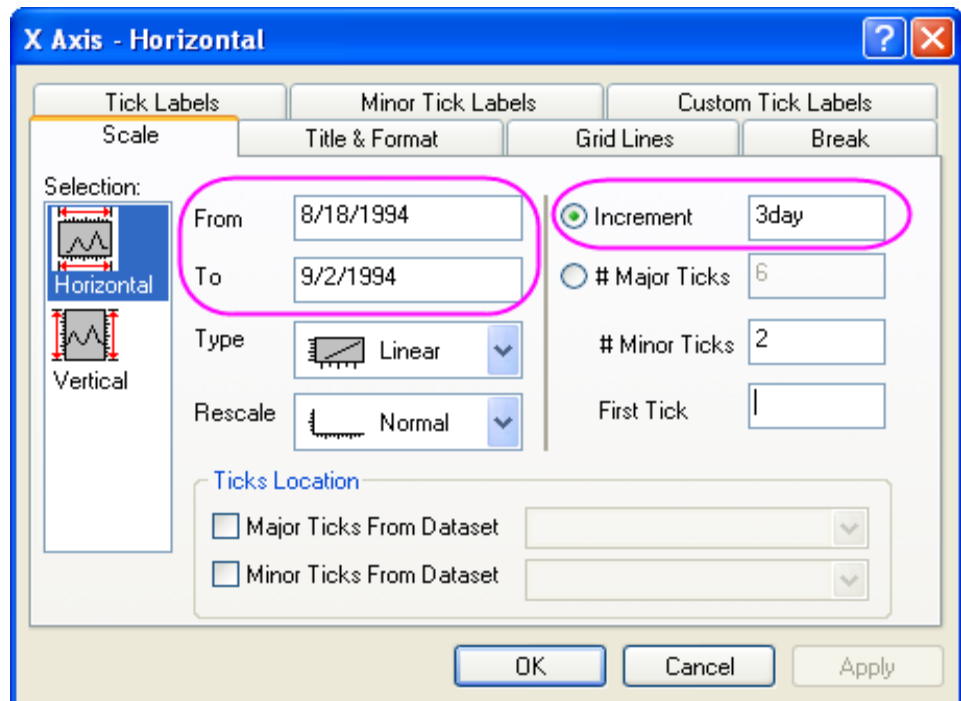 X Axis - Horizontal
Tick Labels
Minor Tick Labels
Custom Tick Labels
Scale
Title & Format
Grid Lines
Break
Selection:
Horizontal
Vertical
From 8/18/1994
To 9/2/1994
Type Linear
Rescale Normal
Increment 3day
# Major Ticks 6
# Minor Ticks 2
First Tick
Ticks Location
Major Ticks From Dataset
Minor Ticks From Dataset
OK
Cancel
Apply